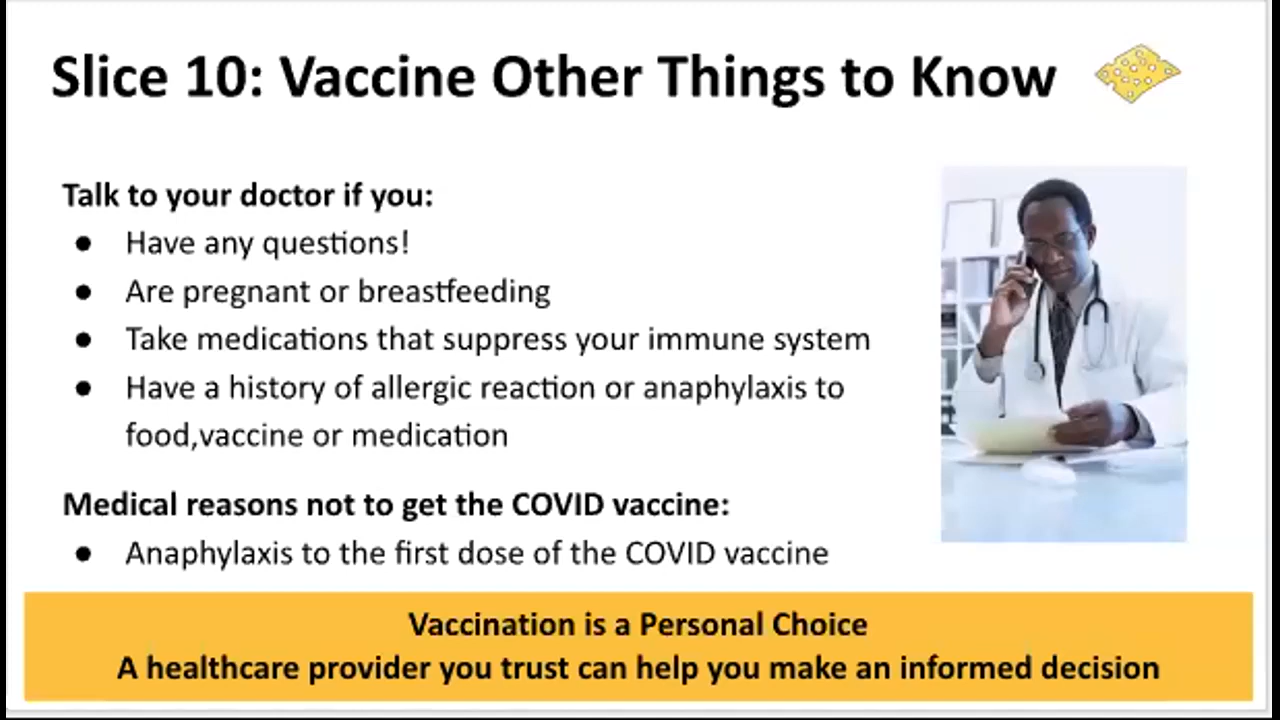 Slice 10: Vaccine Other Things to Know
Talk to your doctor if you:
● Have any questions!
● Are pregnant or breastfeeding
● Take medications that suppress your immune system
● Have a history of allergic reaction or anaphylaxis to
food,vaccine or medication
Medical reasons not to get the COVID vaccine:
● Anaphylaxis to the first dose of the COVID vaccine
Vaccination is a Personal Choice
A healthcare provider you trust can help you make an informed decision